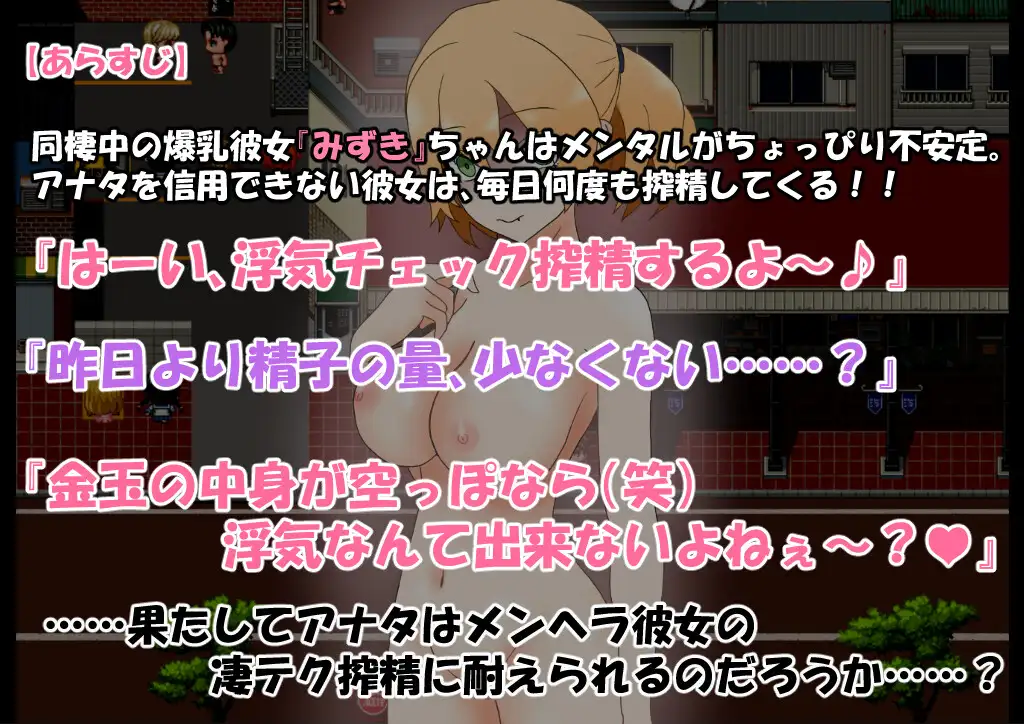 【あらすじ】
同棲中の爆乳彼女『みずき』ちゃんはメンタルがちょっぴり不安定。
アナタを信用できない彼女は、毎日何度も搾精してくる！！
『はーい、浮気チェック搾精するよ～♪』
『昨日より精子の量、少なくない……？』
『金玉の中身が空っぽなら(笑)
浮気なんて出来ないよねぇ～？♥』
……果たしてアナタはメンヘラ彼女の
凄テク搾精に耐えられるのだろうか……？